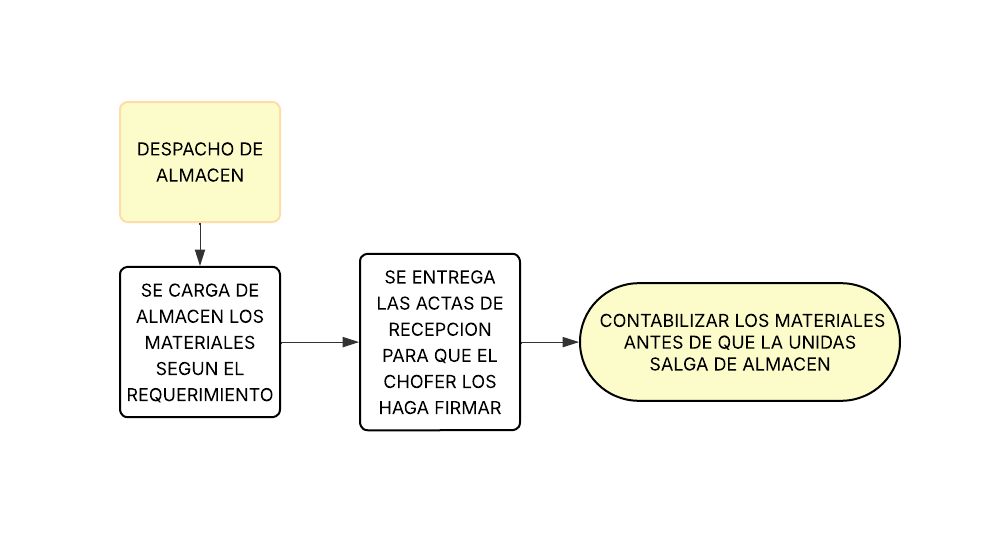 DESPACHO DE
ALMACEN
SE CARGA DE
ALMACEN LOS
MATERIALES
SEGUN EL
REQUERIMIENTO
SE ENTREGA
LAS ACTAS DE
RECEPCION
PARA QUE EL
CHOFER LOS
HAGA FIRMAR
CONTABILIZAR LOS MATERIALES
ANTES DE QUE LA UNIDAS
SALGA DE ALMACEN